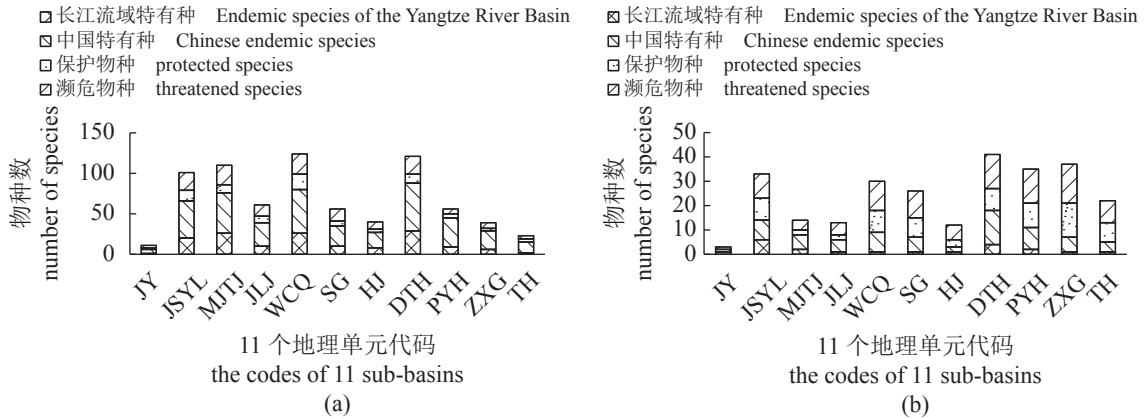 长江流域特有种 Endemic species of the Yangtze River Basin
中国特有种 Chinese endemic species
保护物种 protected species
濒危物种 threatened species
物种数
number of species
150
100
50
0
JY JSYL MJTJ JLJ WCQ SG HJ DTH PYH ZXG TH
11 个地理单元代码
the codes of 11 sub-basins
(a)
长江流域特有种 Endemic species of the Yangtze River Basin
中国特有种 Chinese endemic species
保护物种 protected species
濒危物种 threatened species
物种数
number of species
50
40
30
20
10
0
JY JSYL MJTJ JLJ WCQ SG HJ DTH PYH ZXG TH
11 个地理单元代码
the codes of 11 sub-basins
(b)